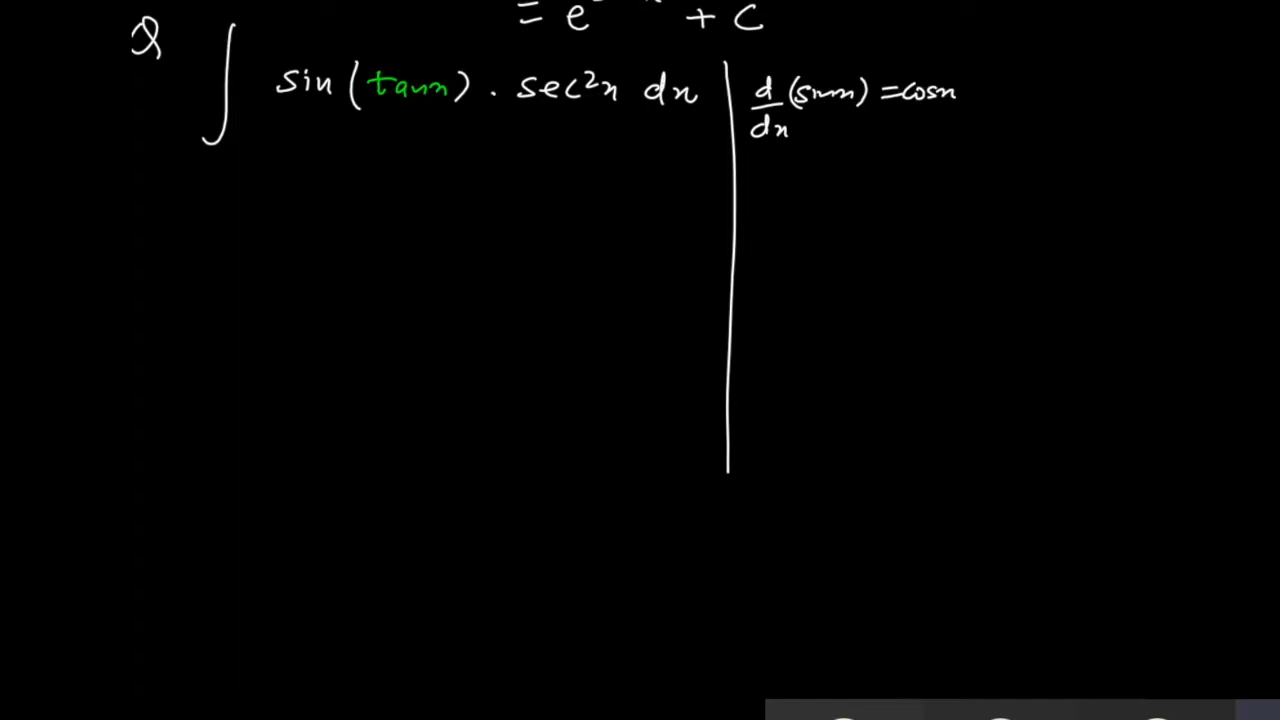 = e + c
Q ∫ sin (tanx) . sec²x dx
d/dx (sinx) = cosx